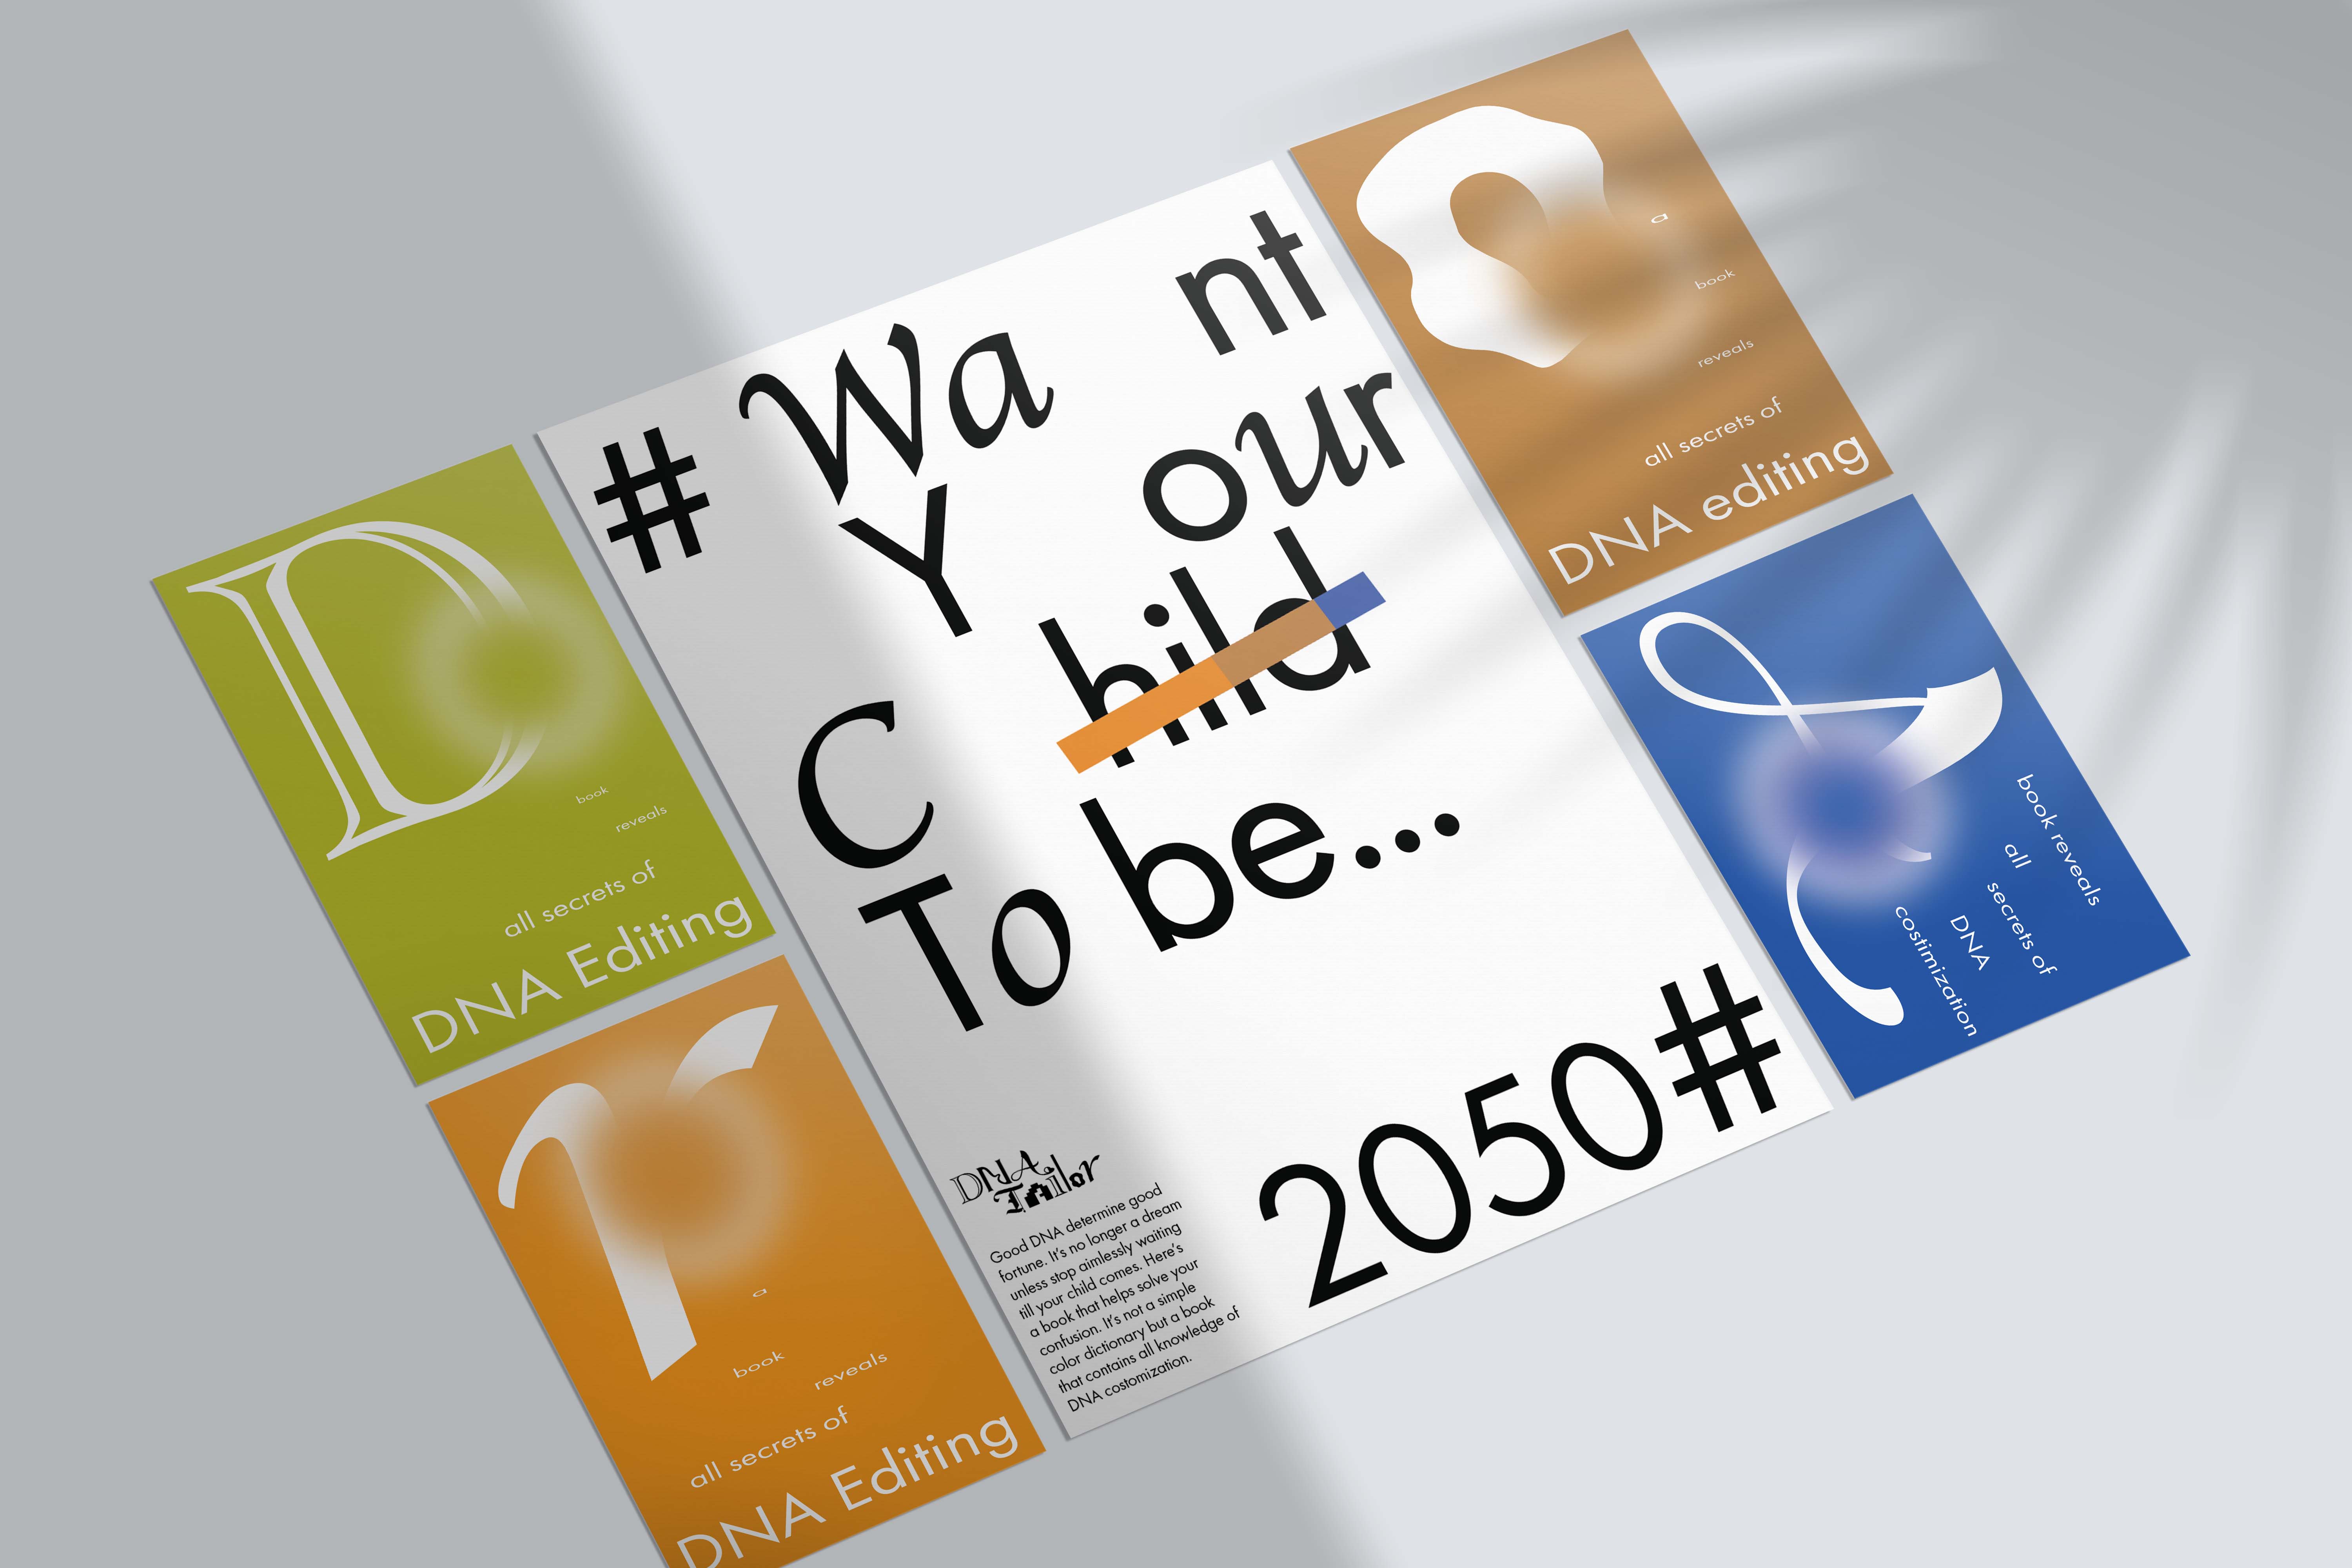 D
book
reveals
all secrets of
DNA Editing
r
a
book
reveals
all secrets of
DNA Editing
# Wa nt
Y our
C hild
To be...
2050#
DNA
Tailor
Good DNA determine good
fortune. It's no longer a dream
unless stop aimlessly waiting
till your child comes. Here's
a book that helps solve your
confusion. It's not a simple
color dictionary but a book
that contains all knowledge of
DNA costomization.
a
book
reveals
all secrets of
DNA editing
book reveals
all
secrets of
DNA
costimization